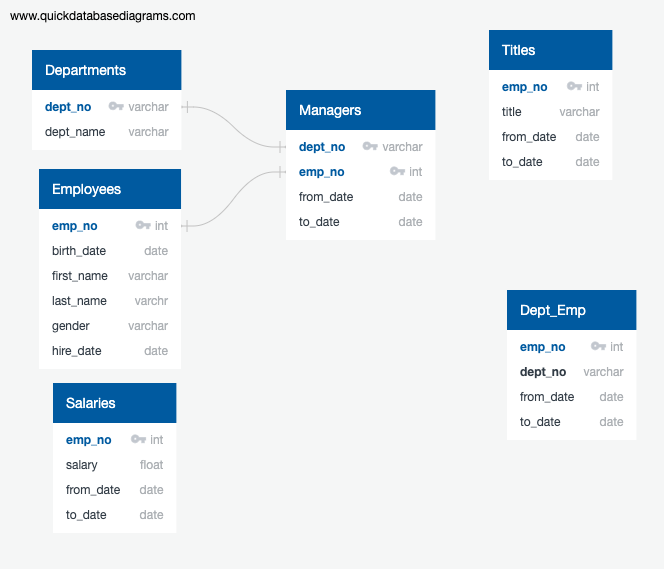 www.quickdatabasediagrams.com
Departments
dept_no varchar
dept_name varchar
Employees
emp_no int
birth_date date
first_name varchar
last_name varchr
gender varchar
hire_date date
Salaries
emp_no int
salary float
from_date date
to_date date
Managers
dept_no varchar
emp_no int
from_date date
to_date date
Titles
emp_no int
title varchar
from_date date
to_date date
Dept_Emp
emp_no int
dept_no varchar
from_date date
to_date date